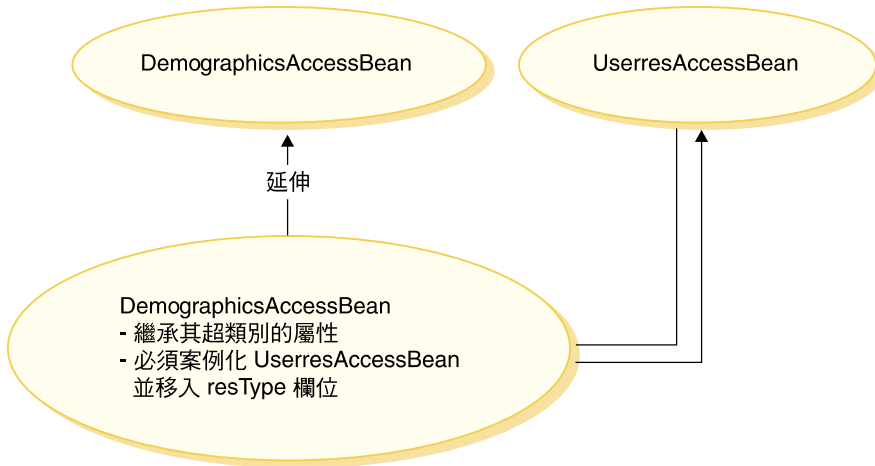 DemographicsAccessBean
UserresAccessBean
延伸
DemographicsAccessBean
- 繼承其超類別的屬性
- 必須案例化 UserresAccessBean
並移入 resType 欄位